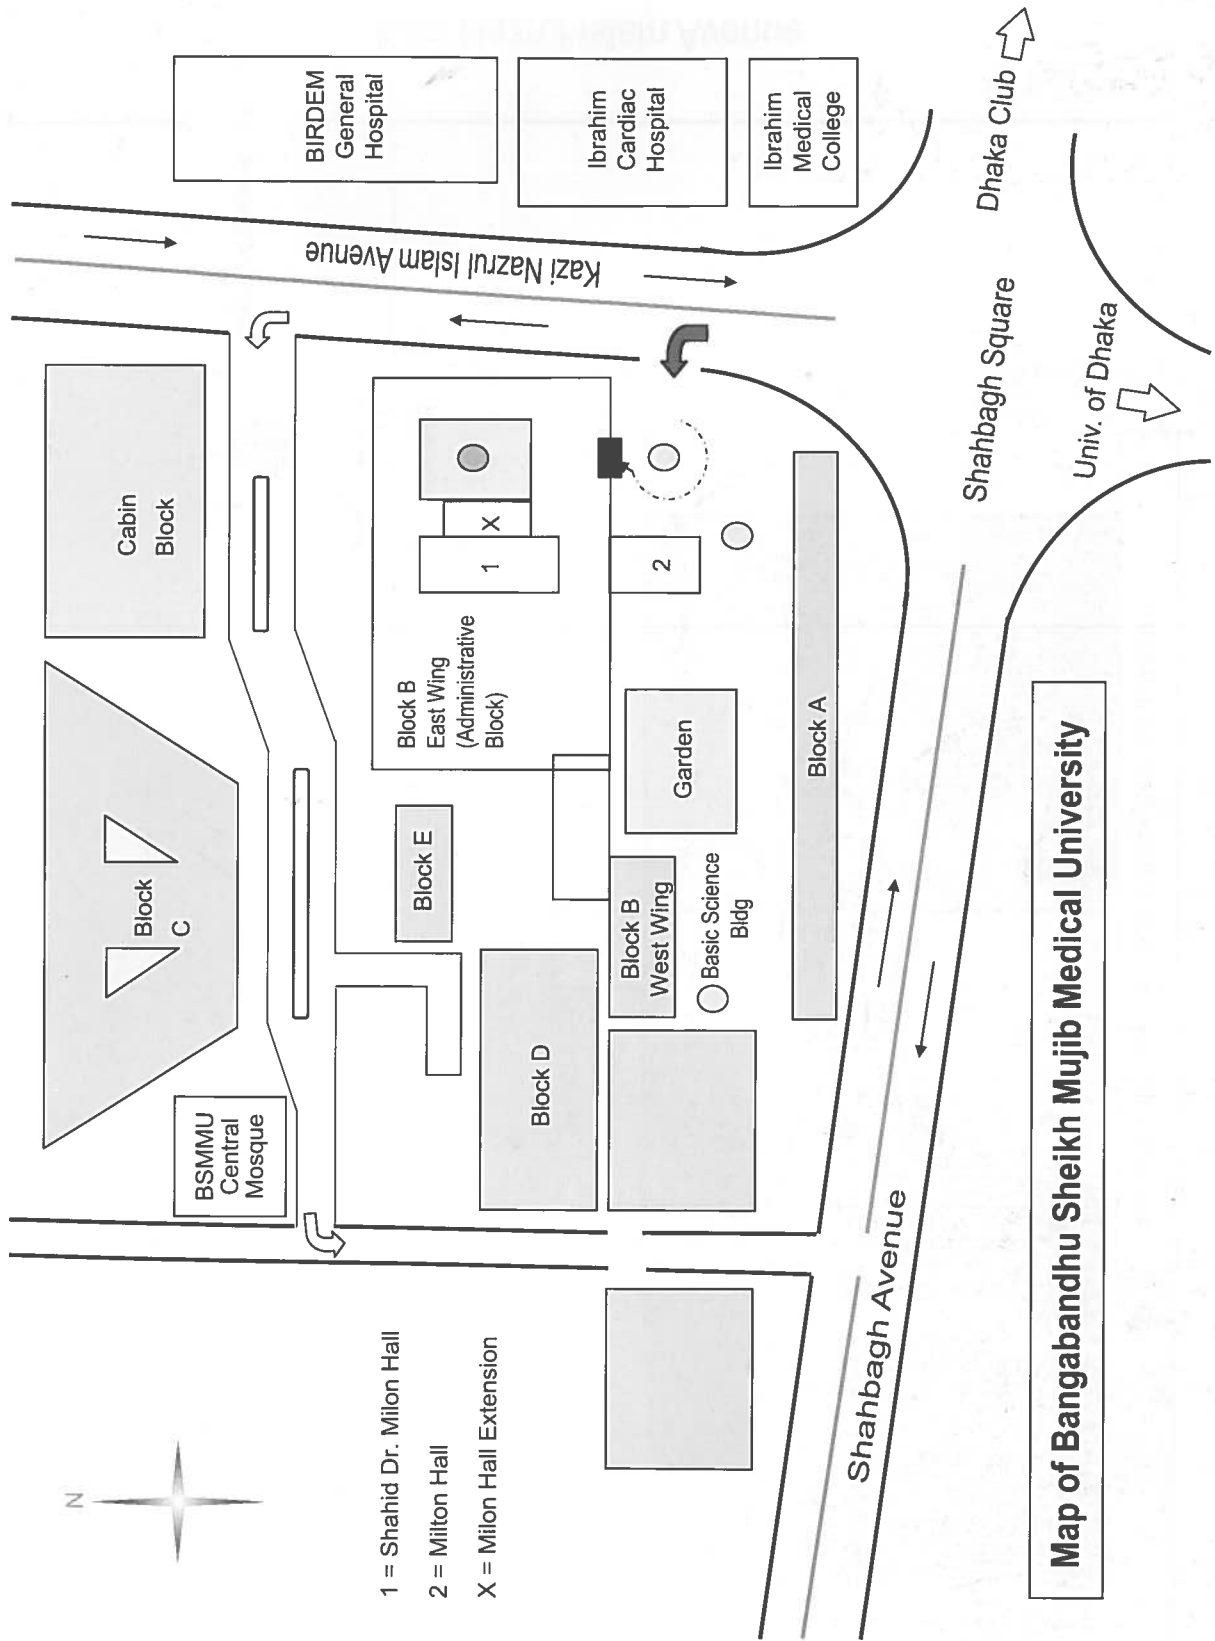 N
Cabin
Block
Block
C
BSMMU
Central
Mosque
BIRDEM
General
Hospital
Kazi Nazrul Islam Avenue
1 = Shahid Dr. Milon Hall
2 = Milton Hall
X = Milon Hall Extension
Block E
Block B
East Wing
(Administrative
Block)
1
X
Block D
Block B
West Wing
2
Ibrahim
Cardiac
Hospital
Garden
Basic Science
Bldg
Ibrahim
Medical
College
Block A
Shahbagh Avenue
Shahbagh Square
Dhaka Club
Univ. of Dhaka
Map of Bangabandhu Sheikh Mujib Medical University